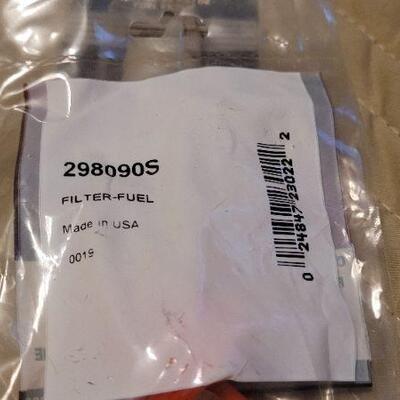 298090S
FILTER-FUEL
Made in USA
0019
0 24847 23022 2